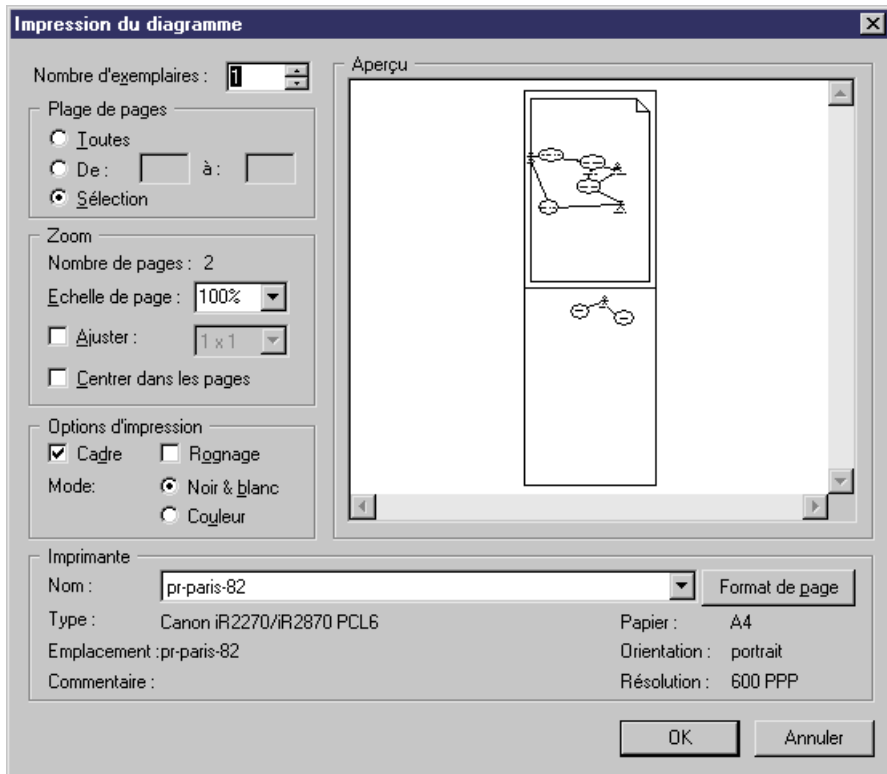 Impression du diagramme
Nombre d'exemplaires : 1
Plage de pages
Toutes
De : à :
Sélection
Zoom
Nombre de pages : 2
Echelle de page : 100%
Ajuster : 1 x 1
Centrer dans les pages
Options d'impression
Cadre Rognage
Mode: Noir & blanc
Couleur
Aperçu
Imprimante
Nom : pr-paris-82 Format de page
Type : Canon iR2270/iR2870 PCL6 Papier : A4
Emplacement :pr-paris-82 Orientation : portrait
Commentaire : Résolution : 600 PPP
OK Annuler